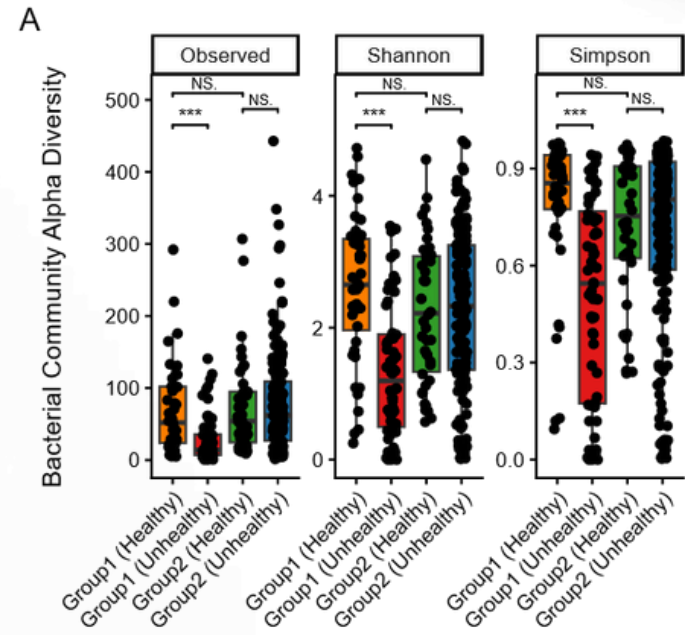 A
Observed
Shannon
Simpson
Bacterial Community Alpha Diversity
500
400
300
200
100
0
NS.
***
NS.
4
2
0
NS.
***
NS.
0.9
0.6
0.3
0.0
NS.
***
NS.
Group1 (Healthy)
Group1 (Unhealthy)
Group2 (Healthy)
Group2 (Unhealthy)
Group1 (Healthy)
Group1 (Unhealthy)
Group2 (Healthy)
Group2 (Unhealthy)
Group1 (Healthy)
Group1 (Unhealthy)
Group2 (Healthy)
Group2 (Unhealthy)